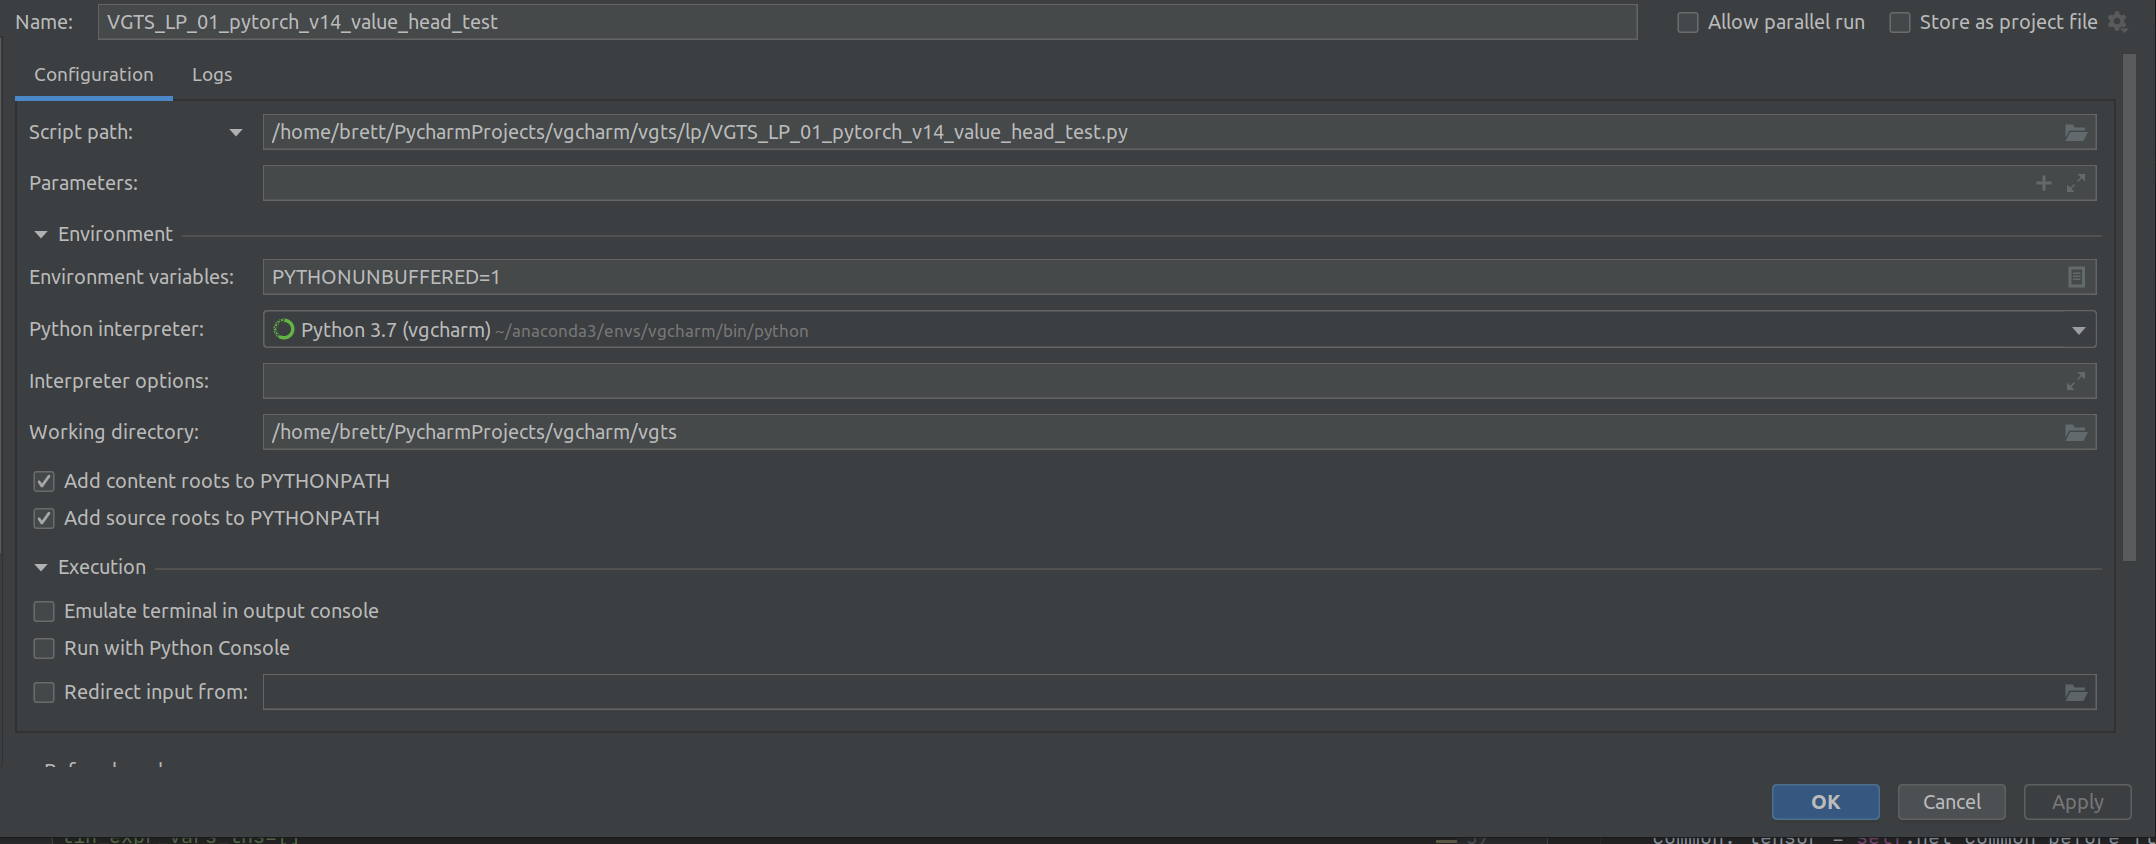 Name: VGTS_LP_01_pytorch_v14_value_head_test Allow parallel run Store as project file
Configuration Logs
Script path: /home/brett/PycharmProjects/vgcharm/vgts/lp/VGTS_LP_01_pytorch_v14_value_head_test.py
Parameters:
Environment
Environment variables: PYTHONUNBUFFERED=1
Python interpreter: Python 3.7 (vgcharm) ~/anaconda3/envs/vgcharm/bin/python
Interpreter options:
Working directory: /home/brett/PycharmProjects/vgcharm/vgts
Add content roots to PYTHONPATH
Add source roots to PYTHONPATH
Execution
Emulate terminal in output console
Run with Python Console
Redirect input from:
OK Cancel Apply